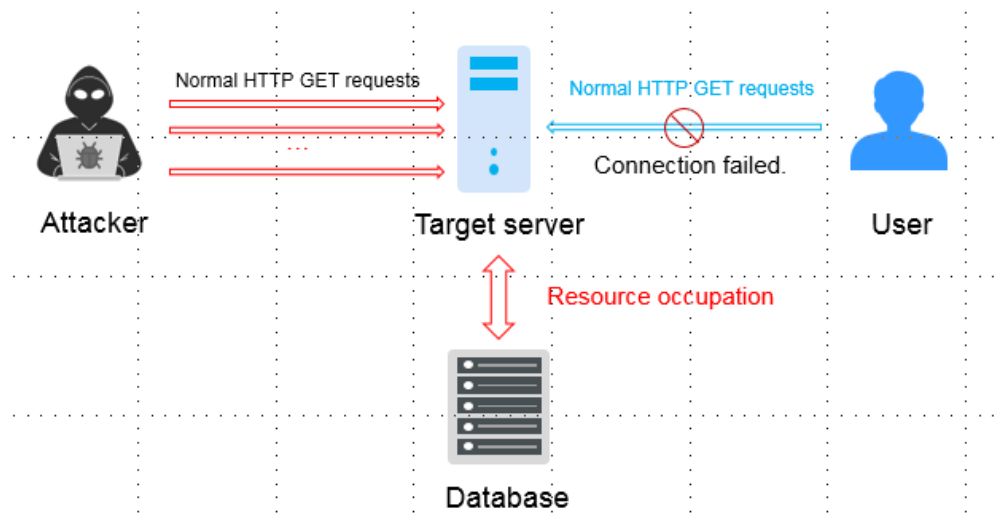 Normal HTTP GET requests
Normal HTTP GET requests
...
Connection failed.
Attacker
Target server
User
Resource occupation
Database